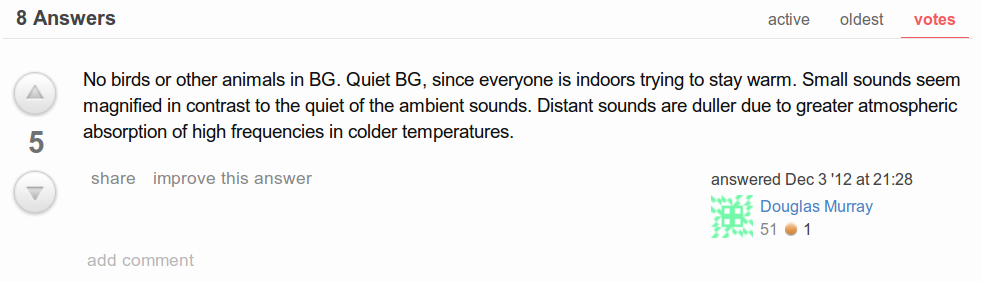 8 Answers
active oldest votes
No birds or other animals in BG. Quiet BG, since everyone is indoors trying to stay warm. Small sounds seem
magnified in contrast to the quiet of the ambient sounds. Distant sounds are duller due to greater atmospheric
absorption of high frequencies in colder temperatures.
5
share improve this answer
answered Dec 3 '12 at 21:28
Douglas Murray
51 1
add comment